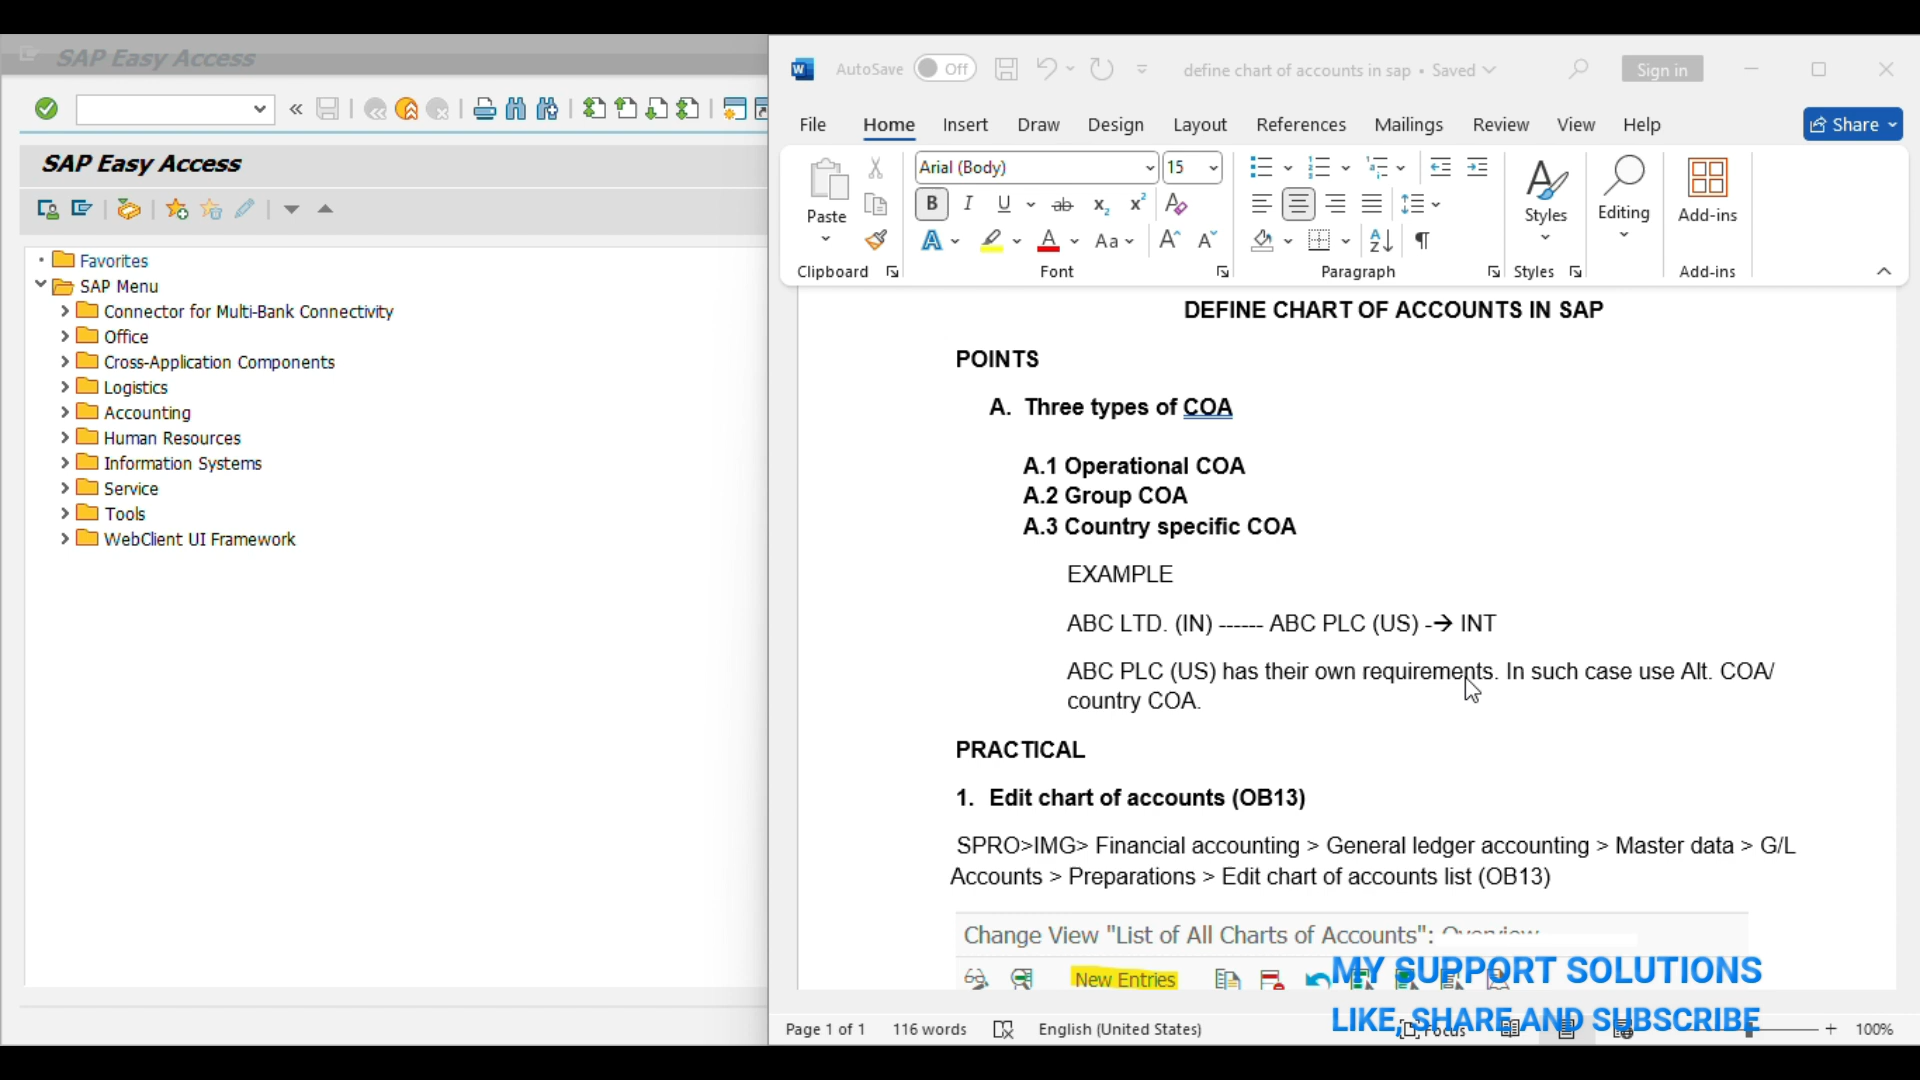 SAP Easy Access
SAP Easy Access
Favorites
SAP Menu
Connector for Multi-Bank Connectivity
Office
Cross-Application Components
Logistics
Accounting
Human Resources
Information Systems
Service
Tools
WebClient UI Framework
AutoSave Off define chart of accounts in sap • Saved Sign in
File Home Insert Draw Design Layout References Mailings Review View Help Share
Arial (Body) 15
Paste Styles Editing Add-ins
Clipboard Font Paragraph Styles Add-ins
DEFINE CHART OF ACCOUNTS IN SAP
POINTS
A. Three types of COA
A.1 Operational COA
A.2 Group COA
A.3 Country specific COA
EXAMPLE
ABC LTD. (IN) ------ ABC PLC (US) -→ INT
ABC PLC (US) has their own requirements. In such case use Alt. COA/
country COA.
PRACTICAL
1. Edit chart of accounts (OB13)
SPRO>IMG> Financial accounting > General ledger accounting > Master data > G/L
Accounts > Preparations > Edit chart of accounts list (OB13)
Change View "List of All Charts of Accounts": Overview
New Entries
MY SUPPORT SOLUTIONS
LIKE, SHARE AND SUBSCRIBE
Page 1 of 1 116 words English (United States) Focus 100%